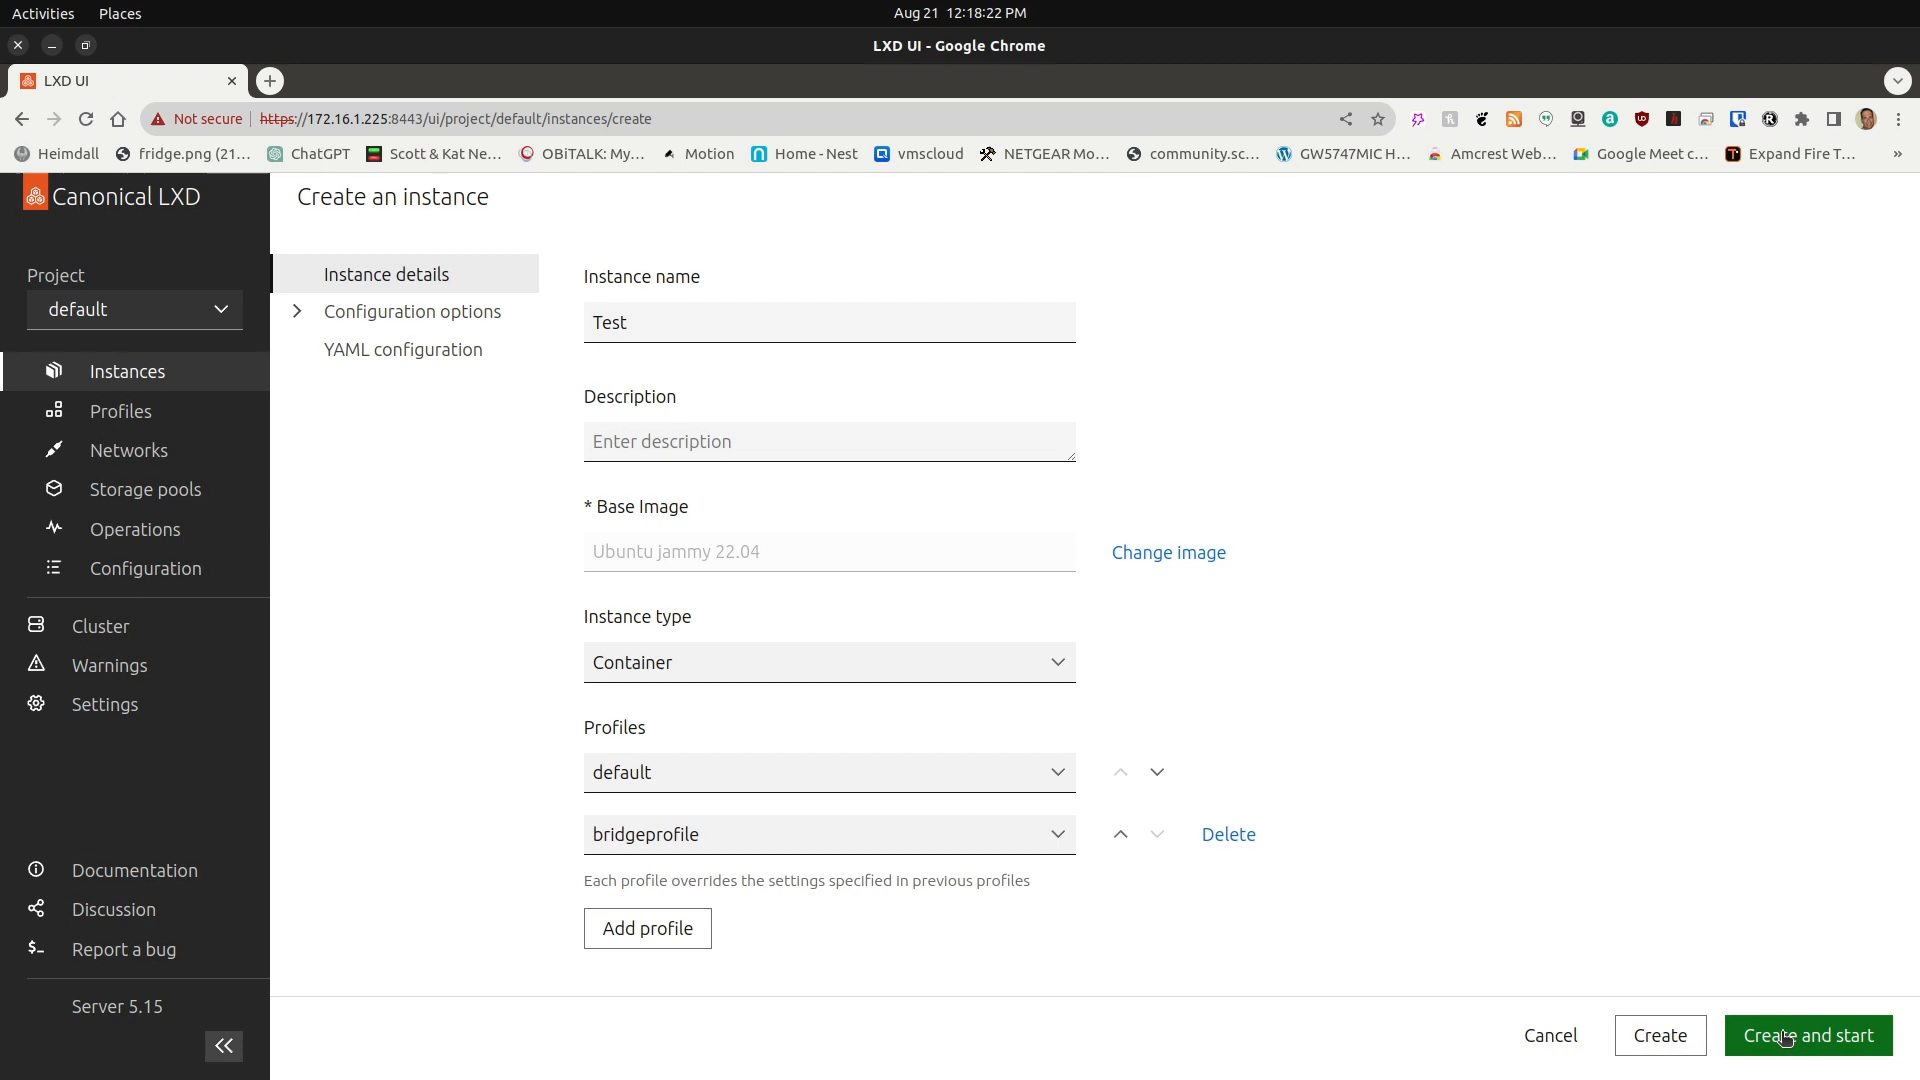 Activities Places Aug 21 12:18:22 PM
LXD UI - Google Chrome
LXD UI
Not secure https://172.16.1.225:8443/ui/project/default/instances/create
Heimdall fridge.png (21... ChatGPT Scott & Kat Ne... OBiTALK: My... Motion Home - Nest vmscloud NETGEAR Mo... community.sc... GW5747MIC H... Amcrest Web... Google Meet c... Expand Fire T... »
Canonical LXD
Project
default
Instances
Profiles
Networks
Storage pools
Operations
Configuration
Cluster
Warnings
Settings
Documentation
Discussion
Report a bug
Server 5.15
Create an instance
Instance details
Configuration options
YAML configuration
Instance name
Test
Description
Enter description
* Base Image
Ubuntu jammy 22.04 Change image
Instance type
Container
Profiles
default
bridgeprofile Delete
Each profile overrides the settings specified in previous profiles
Add profile
Cancel Create Create and start